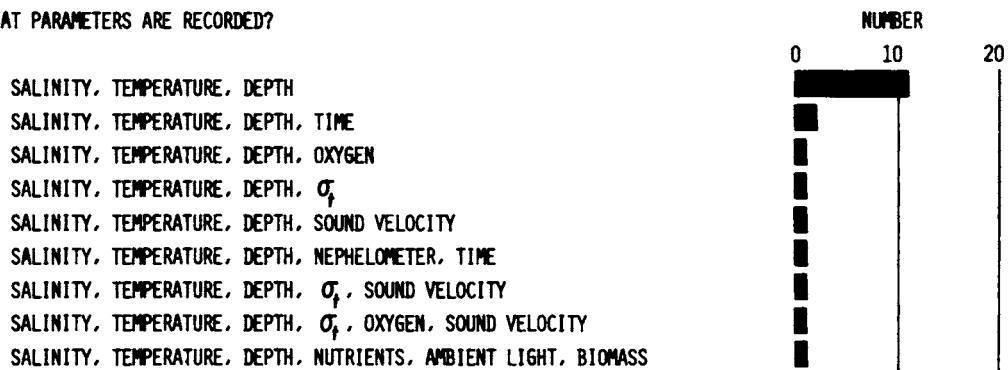 AT PARAMETERS ARE RECORDED? NUMBER
0 10 20
SALINITY, TEMPERATURE, DEPTH
SALINITY, TEMPERATURE, DEPTH, TIME
SALINITY, TEMPERATURE, DEPTH, OXYGEN
SALINITY, TEMPERATURE, DEPTH, σt
SALINITY, TEMPERATURE, DEPTH, SOUND VELOCITY
SALINITY, TEMPERATURE, DEPTH, NEPHELOMETER, TIME
SALINITY, TEMPERATURE, DEPTH, σt, SOUND VELOCITY
SALINITY, TEMPERATURE, DEPTH, σt, OXYGEN, SOUND VELOCITY
SALINITY, TEMPERATURE, DEPTH, NUTRIENTS, AMBIENT LIGHT, BIOMASS